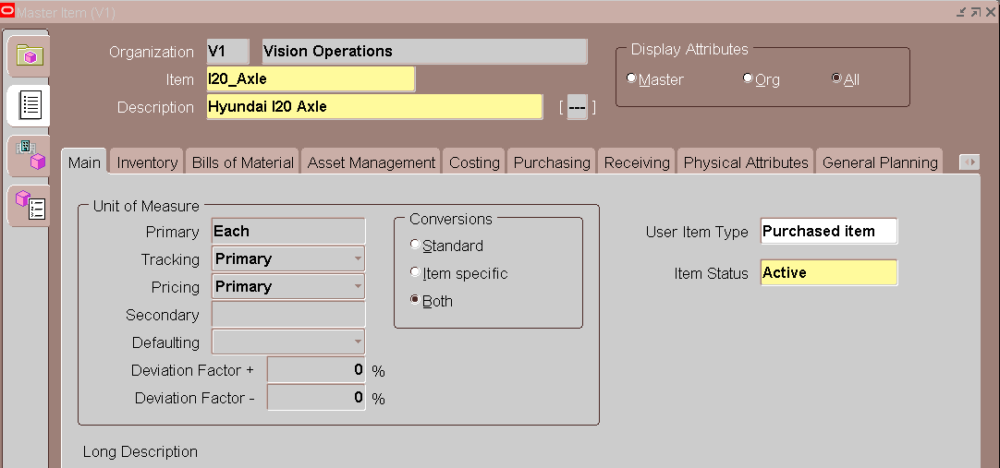 Master Item (V1)
Organization V1 Vision Operations
Display Attributes
Item I20_Axle
Master Org All
Description Hyundai I20 Axle [ --- ]
Main Inventory Bills of Material Asset Management Costing Purchasing Receiving Physical Attributes General Planning
Unit of Measure
Primary Each
Conversions
Standard
Item specific
Both
Tracking Primary
Pricing Primary
Secondary
Defaulting
Deviation Factor + 0 %
Deviation Factor - 0 %
User Item Type Purchased item
Item Status Active
Long Description